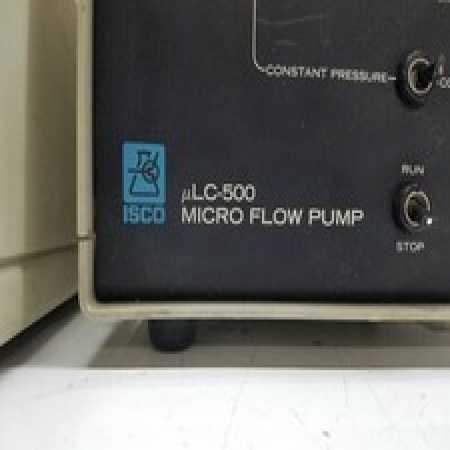 CONSTANT PRESSURE
RUN
ISCO
µLC-500
MICRO FLOW PUMP
STOP